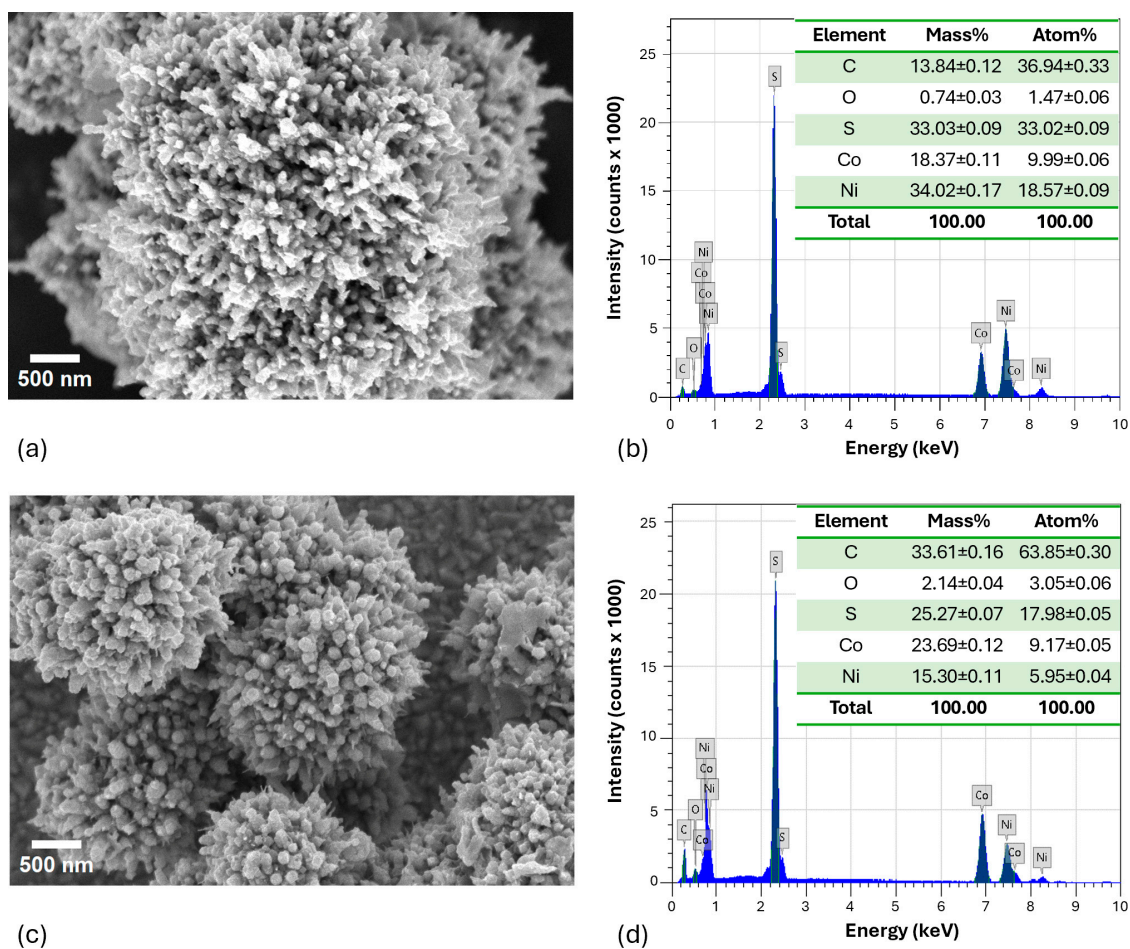 500 nm
(a)
Intensity (counts x 1000)
25
20
15
10
5
0
Element Mass% Atom%
C 13.84±0.12 36.94±0.33
O 0.74±0.03 1.47±0.06
S 33.03±0.09 33.02±0.09
Co 18.37±0.11 9.99±0.06
Ni 34.02±0.17 18.57±0.09
Total 100.00 100.00
S
Ni
Co
Co
Ni
O
C
S
Co
Ni
Co
Ni
0 1 2 3 4 5 6 7 8 9 10
Energy (keV)
(b)
500 nm
(c)
Intensity (counts x 1000)
25
20
15
10
5
0
Element Mass% Atom%
C 33.61±0.16 63.85±0.30
O 2.14±0.04 3.05±0.06
S 25.27±0.07 17.98±0.05
Co 23.69±0.12 9.17±0.05
Ni 15.30±0.11 5.95±0.04
Total 100.00 100.00
S
Ni
Co
Ni
O
C
Co
S
Co
Ni
Co
Ni
0 1 2 3 4 5 6 7 8 9 10
Energy (keV)
(d)